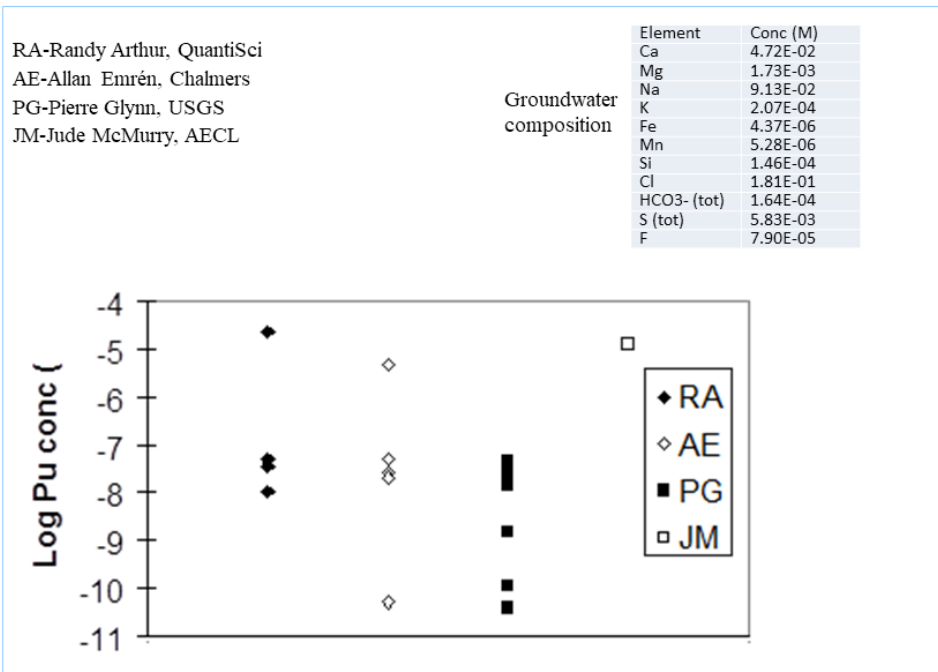 RA-Randy Arthur, QuantiSci
AE-Allan Emrén, Chalmers
PG-Pierre Glynn, USGS
JM-Jude McMurry, AECL
Groundwater
composition
Element Conc (M)
Ca 4.72E-02
Mg 1.73E-03
Na 9.13E-02
K 2.07E-04
Fe 4.37E-06
Mn 5.28E-06
Si 1.46E-04
Cl 1.81E-01
HCO3- (tot) 1.64E-04
S (tot) 5.83E-03
F 7.90E-05
Log Pu conc (
-4
-5
-6
-7
-8
-9
-10
-11
RA
AE
PG
JM